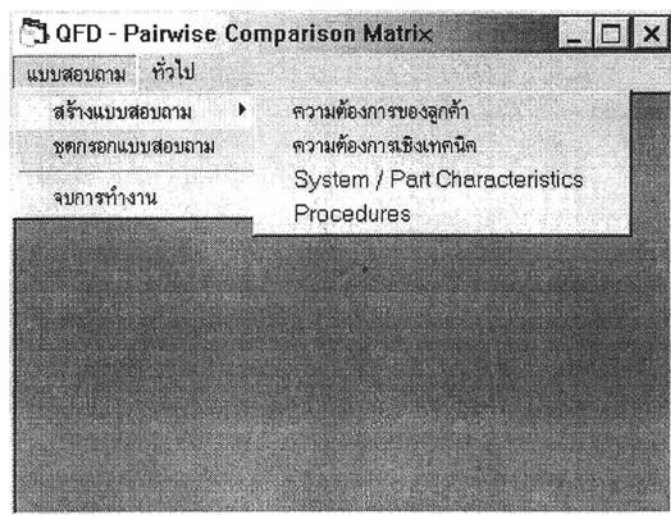 QFD - Pairwise Comparison Matrix
แบบสอบถาม ทั่วไป
สร้างแบบสอบถาม
ชุดกรอกแบบสอบถาม
จบการทำงาน
ความต้องการของลูกค้า
ความต้องการเชิงเทคนิค
System / Part Characteristics
Procedures